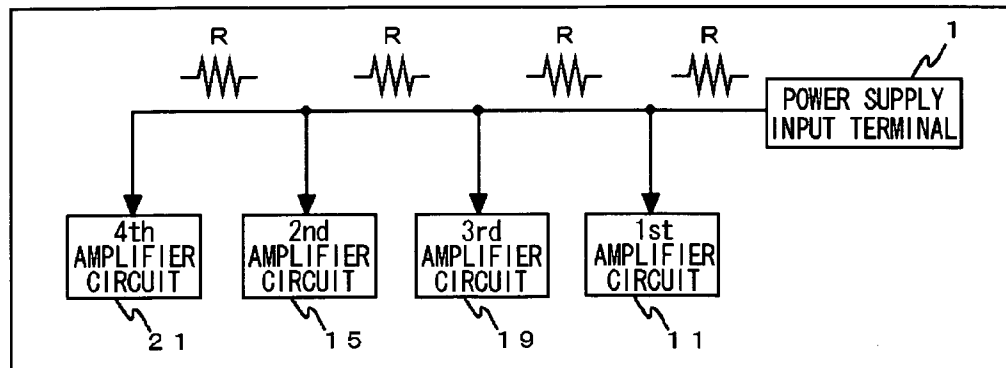 R R R R 1
POWER SUPPLY
INPUT TERMINAL
4th 2nd 3rd 1st
AMPLIFIER AMPLIFIER AMPLIFIER AMPLIFIER
CIRCUIT CIRCUIT CIRCUIT CIRCUIT
21 15 19 11